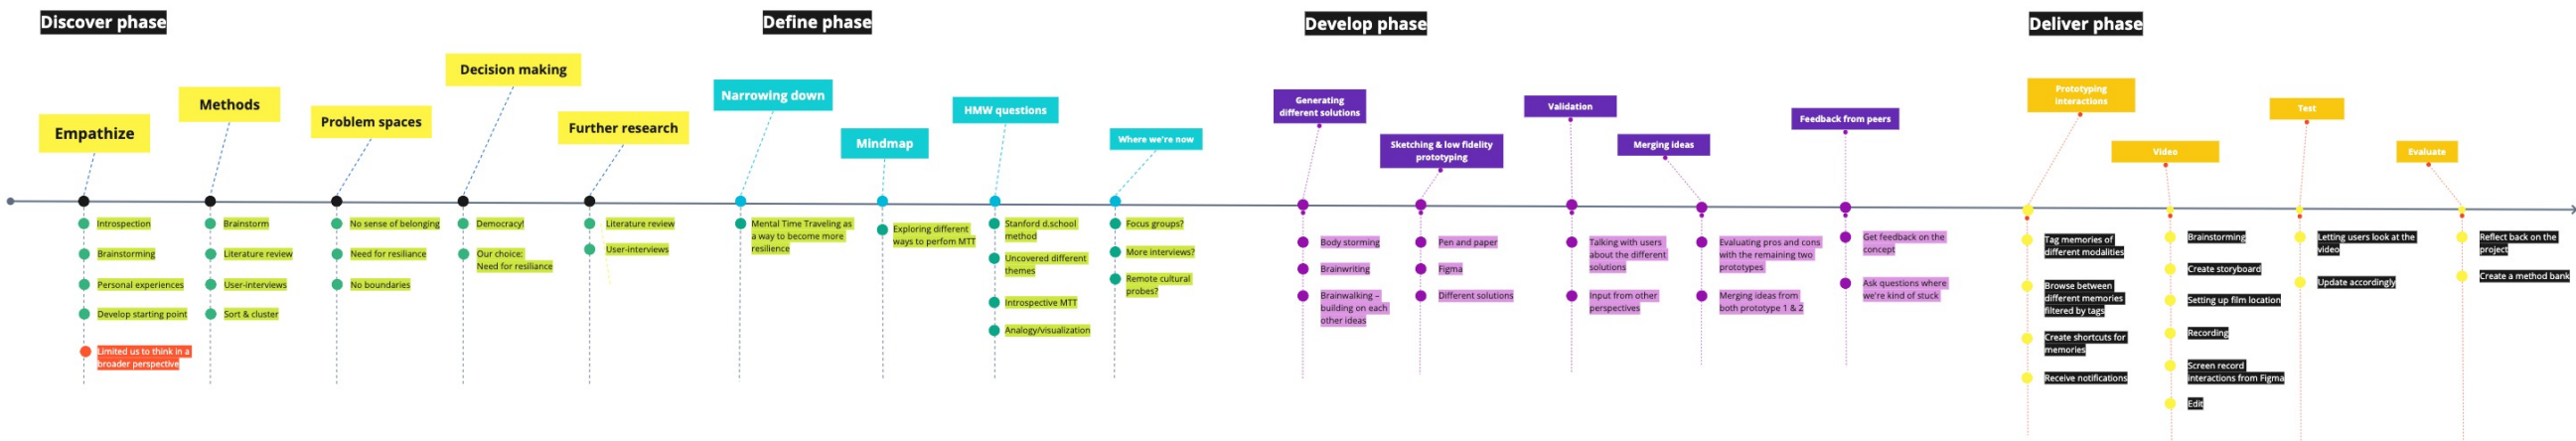 Discover phase
Define phase
Develop phase
Deliver phase
Empathize
Introspection
Brainstorming
Personal experiences
Develop starting point
Limited us to think in a
broader perspective
Methods
Brainstorm
Literature review
User-interviews
Sort & cluster
Problem spaces
No sense of belonging
Need for resiliance
No boundaries
Decision making
Democracy!
Our choice:
Need for resiliance
Further research
Literature review
User-interviews
Narrowing down
Mental Time Traveling as
a way to become more
resilience
Mindmap
Exploring different
ways to perfom MTT
HMW questions
Stanford d.school
method
Uncovered different
themes
Introspective MTT
Analogy/visualization
Where we're now
Focus groups?
More interviews?
Remote cultural
probes?
Generating
different solutions
Body storming
Brainwriting
Brainwalking –
building on each
other ideas
Sketching & low fidelity
prototyping
Pen and paper
Figma
Different solutions
Validation
Talking with users
about the different
solutions
Input from other
perspectives
Merging ideas
Evaluating pros and cons
with the remaining two
prototypes
Merging ideas from
both prototype 1 & 2
Feedback from peers
Get feedback on the
concept
Ask questions where
we're kind of stuck
Prototyping
interactions
Tag memories of
different modalities
Browse between
different memories
filtered by tags
Create shortcuts for
memories
Receive notifications
Video
Brainstorming
Create storyboard
Setting up film location
Recording
Screen record
interactions from Figma
Edit
Test
Letting users look at the
video
Update accordingly
Evaluate
Reflect back on the
project
Create a method bank